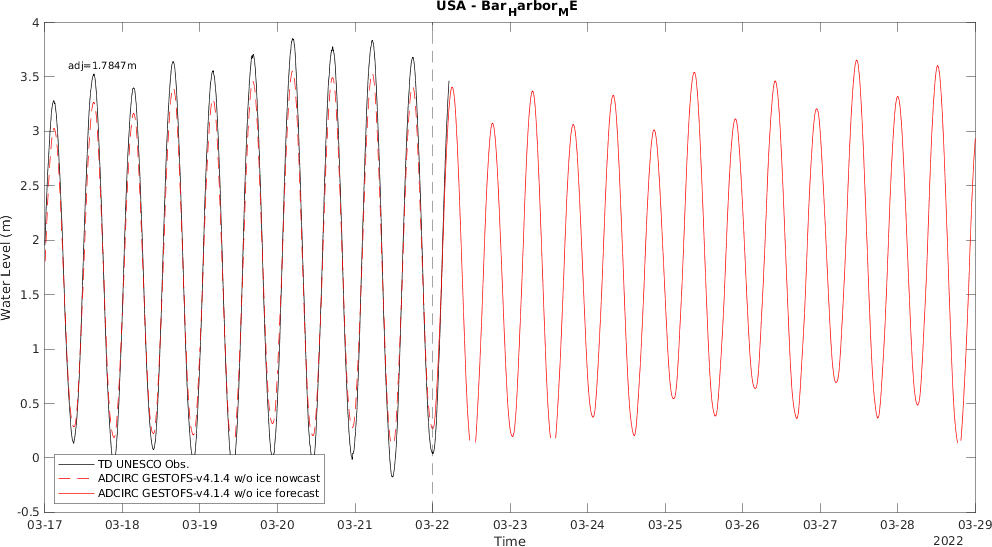 USA - BarHarborME
adj=1.7847m
4
3.5
3
2.5
2
1.5
1
0.5
0
-0.5
Water Level (m)
TD UNESCO Obs.
ADCIRC GESTOFS-v4.1.4 w/o ice nowcast
ADCIRC GESTOFS-v4.1.4 w/o ice forecast
03-17 03-18 03-19 03-20 03-21 03-22 03-23 03-24 03-25 03-26 03-27 03-28 03-29
Time
2022